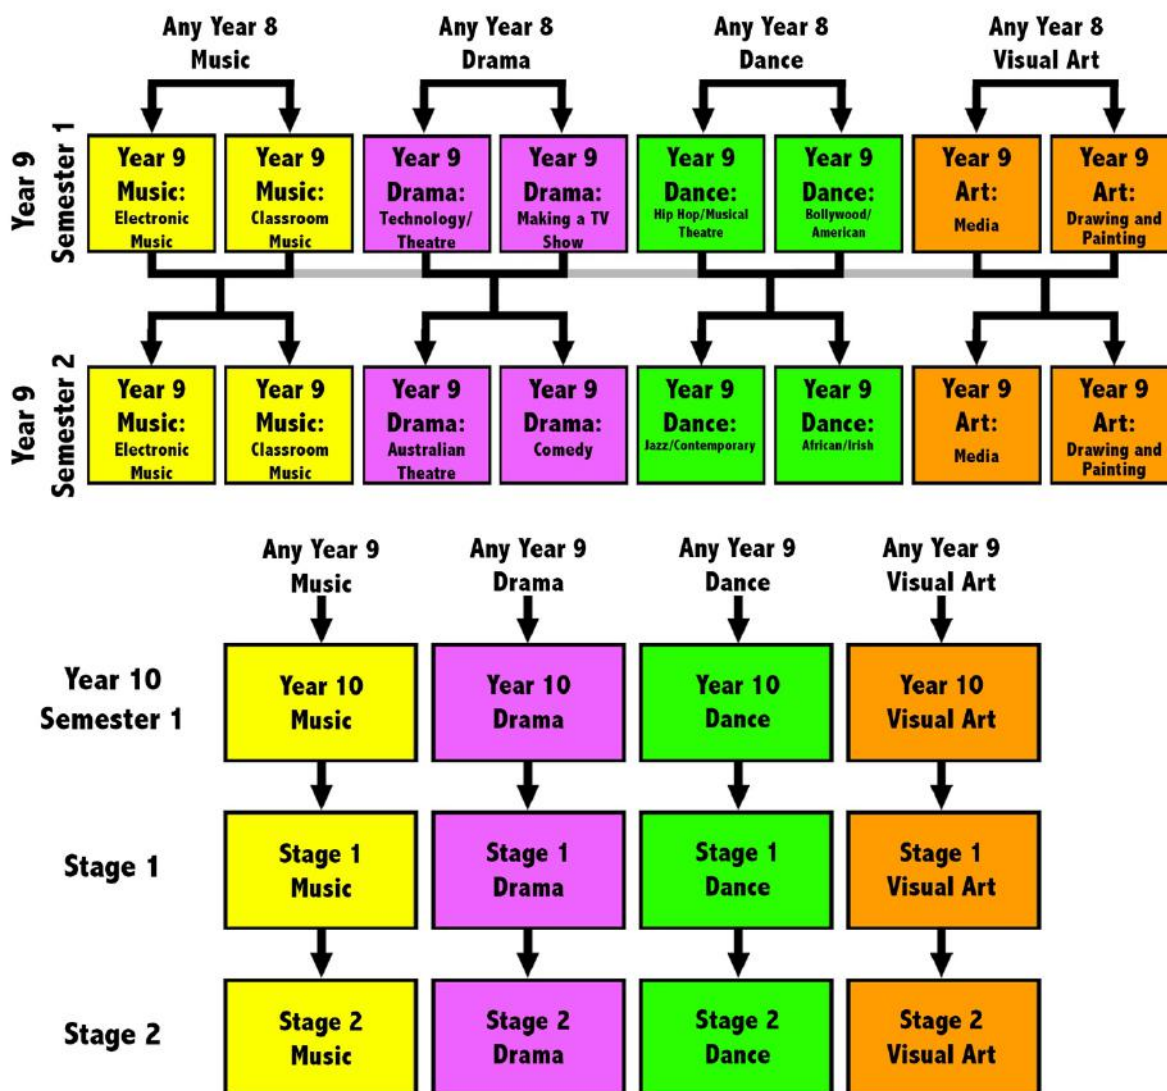 Any Year 8
Music
Any Year 8
Drama
Any Year 8
Dance
Any Year 8
Visual Art
Year 9
Semester 1
Year 9
Music:
Electronic
Music
Year 9
Music:
Classroom
Music
Year 9
Drama:
Technology/
Theatre
Year 9
Drama:
Making a TV
Show
Year 9
Dance:
Hip Hop/Musical
Theatre
Year 9
Dance:
Bollywood/
American
Year 9
Art:
Media
Year 9
Art:
Drawing and
Painting
Year 9
Semester 2
Year 9
Music:
Electronic
Music
Year 9
Music:
Classroom
Music
Year 9
Drama:
Australian
Theatre
Year 9
Drama:
Comedy
Year 9
Dance:
Jazz/Contemporary
Year 9
Dance:
African/Irish
Year 9
Art:
Media
Year 9
Art:
Drawing and
Painting
Any Year 9
Music
Any Year 9
Drama
Any Year 9
Dance
Any Year 9
Visual Art
Year 10
Semester 1
Year 10
Music
Year 10
Drama
Year 10
Dance
Year 10
Visual Art
Stage 1
Stage 1
Music
Stage 1
Drama
Stage 1
Dance
Stage 1
Visual Art
Stage 2
Stage 2
Music
Stage 2
Drama
Stage 2
Dance
Stage 2
Visual Art